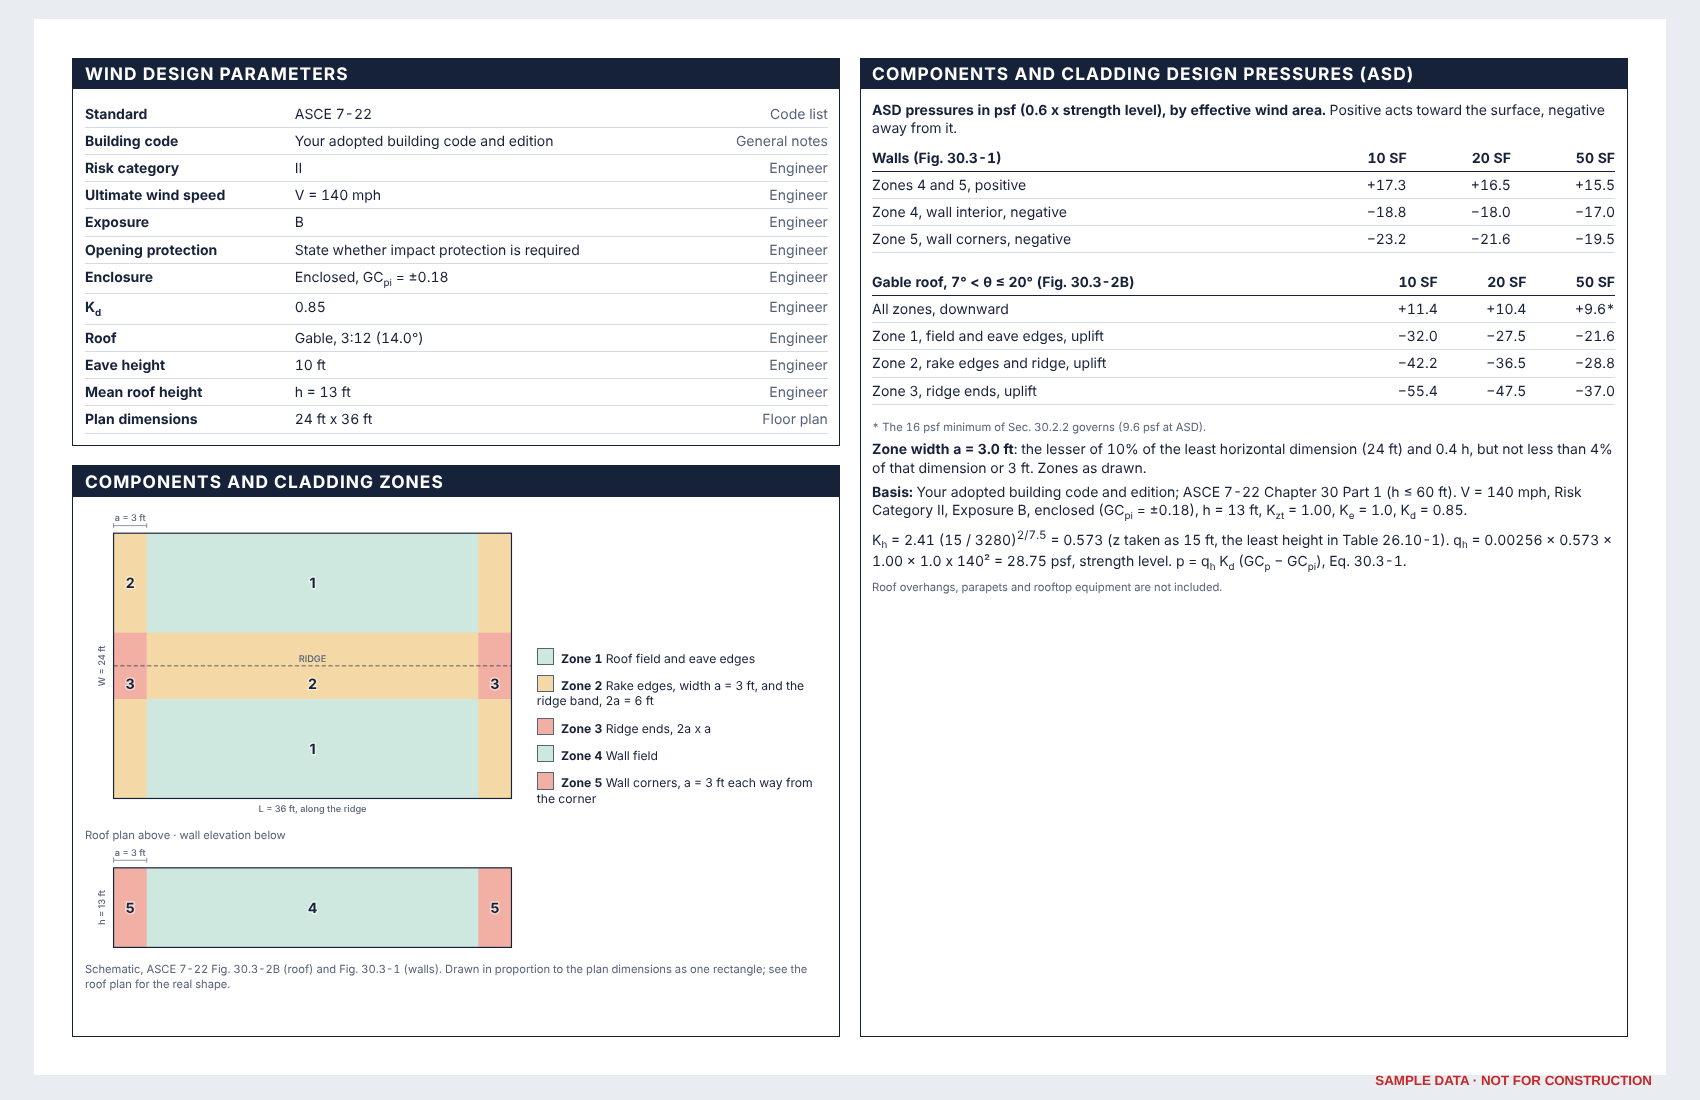 WIND DESIGN PARAMETERS
Standard ASCE 7-22 Code list
Building code Your adopted building code and edition General notes
Risk category II Engineer
Ultimate wind speed V = 140 mph Engineer
Exposure B Engineer
Opening protection State whether impact protection is required Engineer
Enclosure Enclosed, GCpi = ±0.18 Engineer
Kd 0.85 Engineer
Roof Gable, 3:12 (14.0°) Engineer
Eave height 10 ft Engineer
Mean roof height h = 13 ft Engineer
Plan dimensions 24 ft x 36 ft Floor plan
COMPONENTS AND CLADDING ZONES
a = 3 ft
2 1
W = 24 ft
RIDGE
3 2 3
1
L = 36 ft, along the ridge
Zone 1 Roof field and eave edges
Zone 2 Rake edges, width a = 3 ft, and the
ridge band, 2a = 6 ft
Zone 3 Ridge ends, 2a x a
Zone 4 Wall field
Zone 5 Wall corners, a = 3 ft each way from
the corner
Roof plan above · wall elevation below
a = 3 ft
h = 13 ft
5 4 5
Schematic, ASCE 7-22 Fig. 30.3-2B (roof) and Fig. 30.3-1 (walls). Drawn in proportion to the plan dimensions as one rectangle; see the
roof plan for the real shape.
COMPONENTS AND CLADDING DESIGN PRESSURES (ASD)
ASD pressures in psf (0.6 x strength level), by effective wind area. Positive acts toward the surface, negative
away from it.
Walls (Fig. 30.3-1) 10 SF 20 SF 50 SF
Zones 4 and 5, positive +17.3 +16.5 +15.5
Zone 4, wall interior, negative −18.8 −18.0 −17.0
Zone 5, wall corners, negative −23.2 −21.6 −19.5
Gable roof, 7° < θ ≤ 20° (Fig. 30.3-2B) 10 SF 20 SF 50 SF
All zones, downward +11.4 +10.4 +9.6*
Zone 1, field and eave edges, uplift −32.0 −27.5 −21.6
Zone 2, rake edges and ridge, uplift −42.2 −36.5 −28.8
Zone 3, ridge ends, uplift −55.4 −47.5 −37.0
* The 16 psf minimum of Sec. 30.2.2 governs (9.6 psf at ASD).
Zone width a = 3.0 ft: the lesser of 10% of the least horizontal dimension (24 ft) and 0.4 h, but not less than 4%
of that dimension or 3 ft. Zones as drawn.
Basis: Your adopted building code and edition; ASCE 7-22 Chapter 30 Part 1 (h ≤ 60 ft). V = 140 mph, Risk
Category II, Exposure B, enclosed (GCpi = ±0.18), h = 13 ft, Kzt = 1.00, Ke = 1.0, Kd = 0.85.
Kh = 2.41 (15 / 3280)2/7.5 = 0.573 (z taken as 15 ft, the least height in Table 26.10-1). qh = 0.00256 × 0.573 ×
1.00 × 1.0 x 140² = 28.75 psf, strength level. p = qh Kd (GCp − GCpi), Eq. 30.3-1.
Roof overhangs, parapets and rooftop equipment are not included.
SAMPLE DATA · NOT FOR CONSTRUCTION